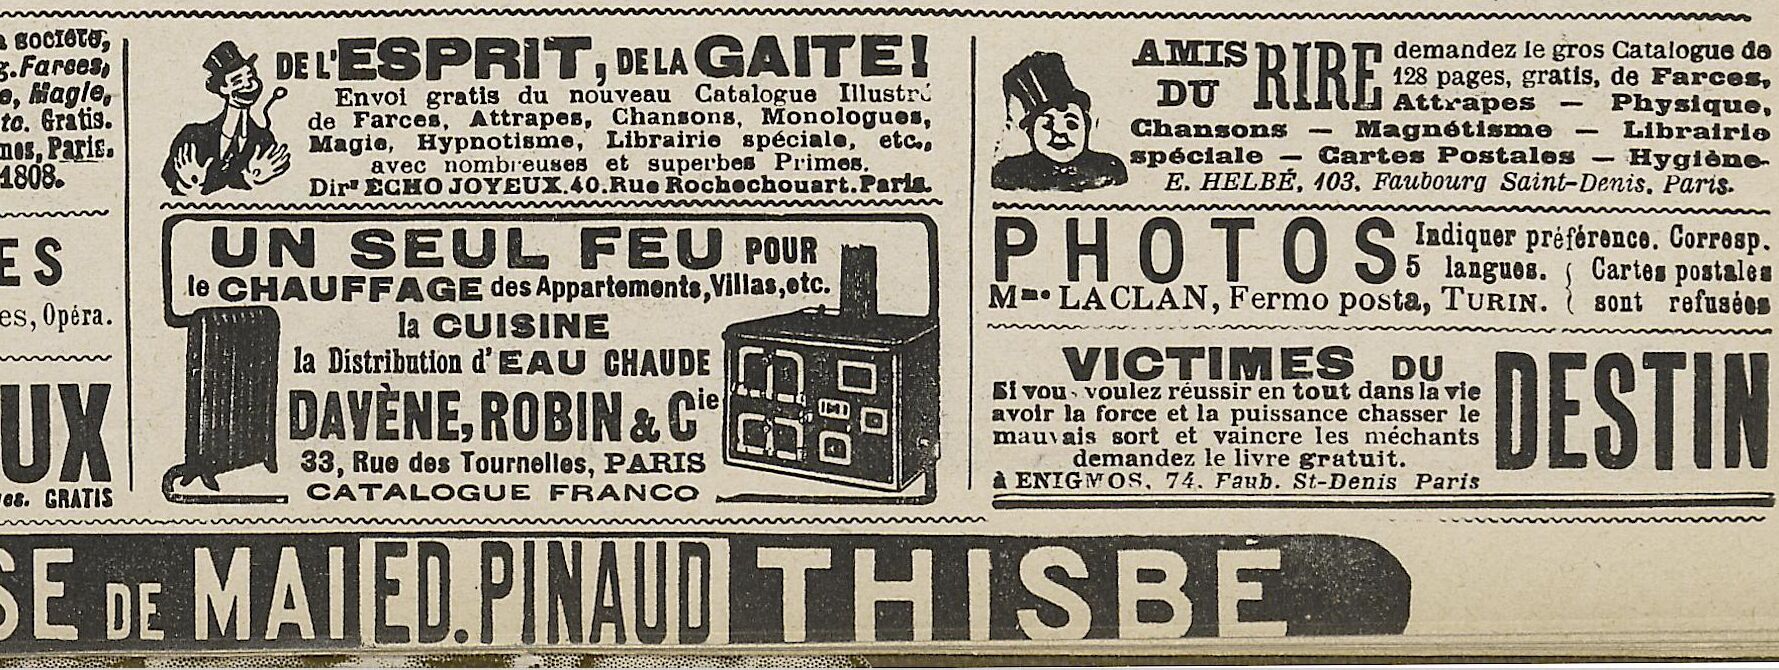 société,
g. Farces,
e, Magie,
tc. Gratis.
nes, Paris.
1808.
ES
es, Opéra.
UX
es. GRATIS
DE L'ESPRIT, DE LA GAITE!
Envoi gratis du nouveau Catalogue Illustré
de Farces, Attrapes, Chansons, Monologues,
Magie, Hypnotisme, Librairie spéciale, etc.,
avec nombreuses et superbes Primes.
Dirʳ ECHO JOYEUX. 40. Rue Rochechouart. Paris.
UN SEUL FEU POUR
le CHAUFFAGE des Appartements, Villas, etc.
la CUISINE
la Distribution d'EAU CHAUDE
DAVÈNE, ROBIN & Cie
33, Rue des Tournelles, PARIS
CATALOGUE FRANCO
AMIS DU RIRE
demandez le gros Catalogue de
128 pages, gratis, de Farces,
Attrapes — Physique,
Chansons — Magnétisme — Librairie
spéciale — Cartes Postales — Hygiène-
E. HELBÉ, 103, Faubourg Saint-Denis. Paris.
PHOTOS
Indiquer préférence. Corresp.
5 langues. { Cartes postales
Mme LACLAN, Fermo posta, TURIN. { sont refusées
VICTIMES DU DESTIN
Si vous voulez réussir en tout dans la vie
avoir la force et la puissance chasser le
mauvais sort et vaincre les méchants
demandez le livre gratuit.
à ENIGMOS, 74, Faub. St-Denis Paris
SE DE MAI ED. PINAUD THISBÉ